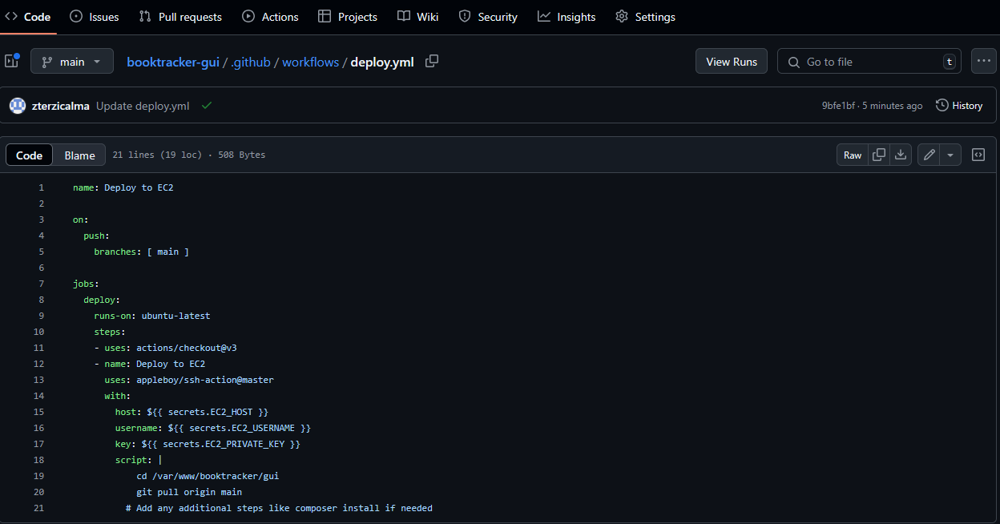 Code Issues Pull requests Actions Projects Wiki Security Insights Settings
main booktracker-gui / .github / workflows / deploy.yml View Runs Go to file t
zterzicalma Update deploy.yml 9bfe1bf · 5 minutes ago History
Code Blame 21 lines (19 loc) · 508 Bytes Raw
1 name: Deploy to EC2
2
3 on:
4 push:
5 branches: [ main ]
6
7 jobs:
8 deploy:
9 runs-on: ubuntu-latest
10 steps:
11 - uses: actions/checkout@v3
12 - name: Deploy to EC2
13 uses: appleboy/ssh-action@master
14 with:
15 host: ${{ secrets.EC2_HOST }}
16 username: ${{ secrets.EC2_USERNAME }}
17 key: ${{ secrets.EC2_PRIVATE_KEY }}
18 script: |
19 cd /var/www/booktracker/gui
20 git pull origin main
21 # Add any additional steps like composer install if needed